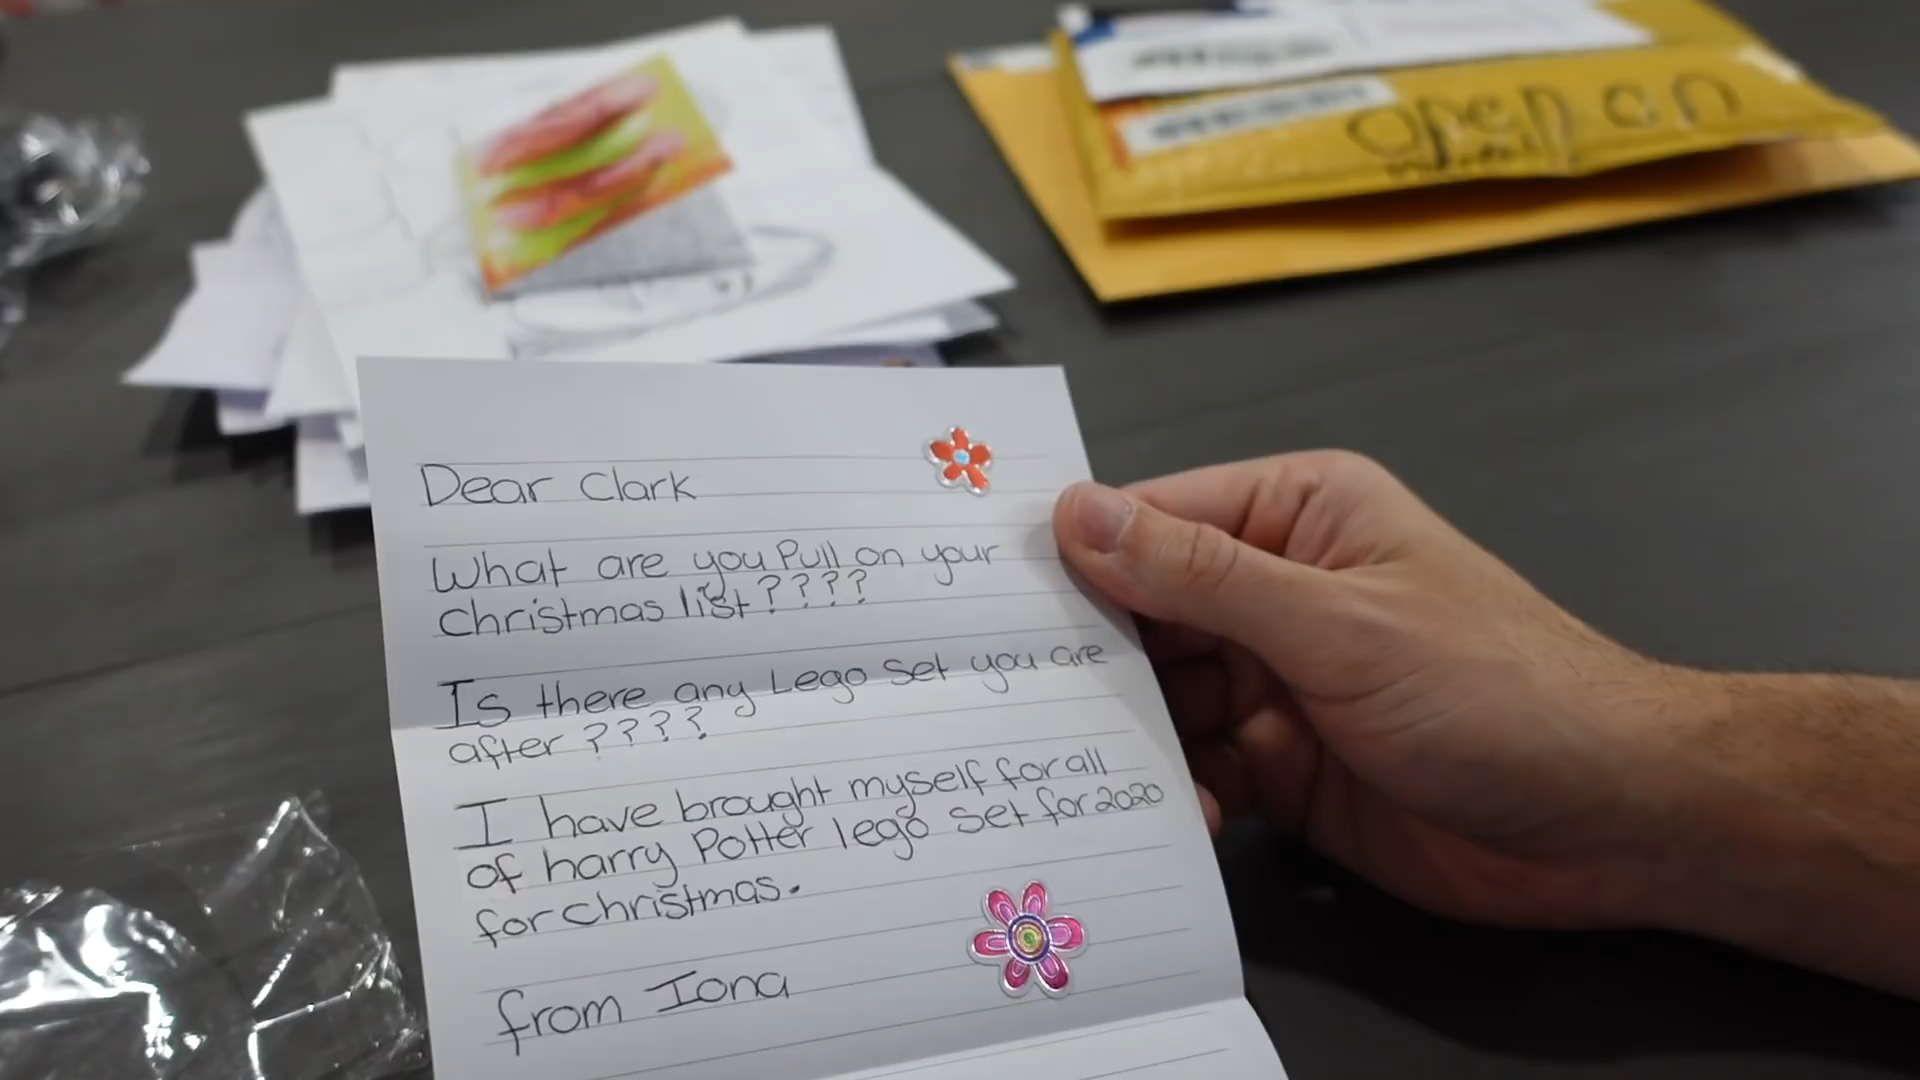 open on
Dear Clark
What are you Pull on your
Christmas list????
Is there any Lego Set you are
after????
I have brought myself for all
of harry Potter lego set for 2020
for christmas.
from Iona